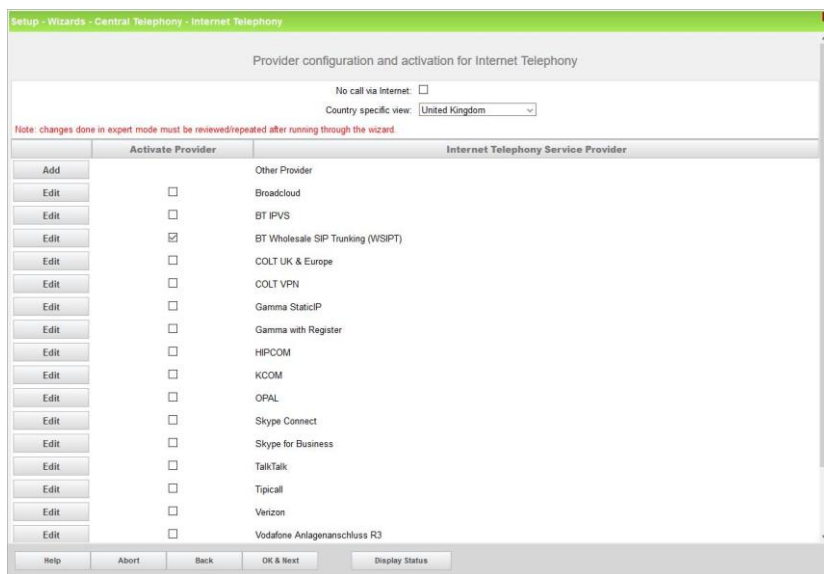 Setup - Wizards - Central Telephony - Internet Telephony
Provider configuration and activation for Internet Telephony
No call via Internet:
Country specific view: United Kingdom
Note: changes done in expert mode must be reviewed/repeated after running through the wizard.
Activate Provider Internet Telephony Service Provider
Add Other Provider
Edit Broadcloud
Edit BT IPVS
Edit BT Wholesale SIP Trunking (WSIPT)
Edit COLT UK & Europe
Edit COLT VPN
Edit Gamma StaticIP
Edit Gamma with Register
Edit HIPCOM
Edit KCOM
Edit OPAL
Edit Skype Connect
Edit Skype for Business
Edit TalkTalk
Edit Tipicall
Edit Verizon
Edit Vodafone Anlagenanschluss R3
Help Abort Back OK & Next Display Status